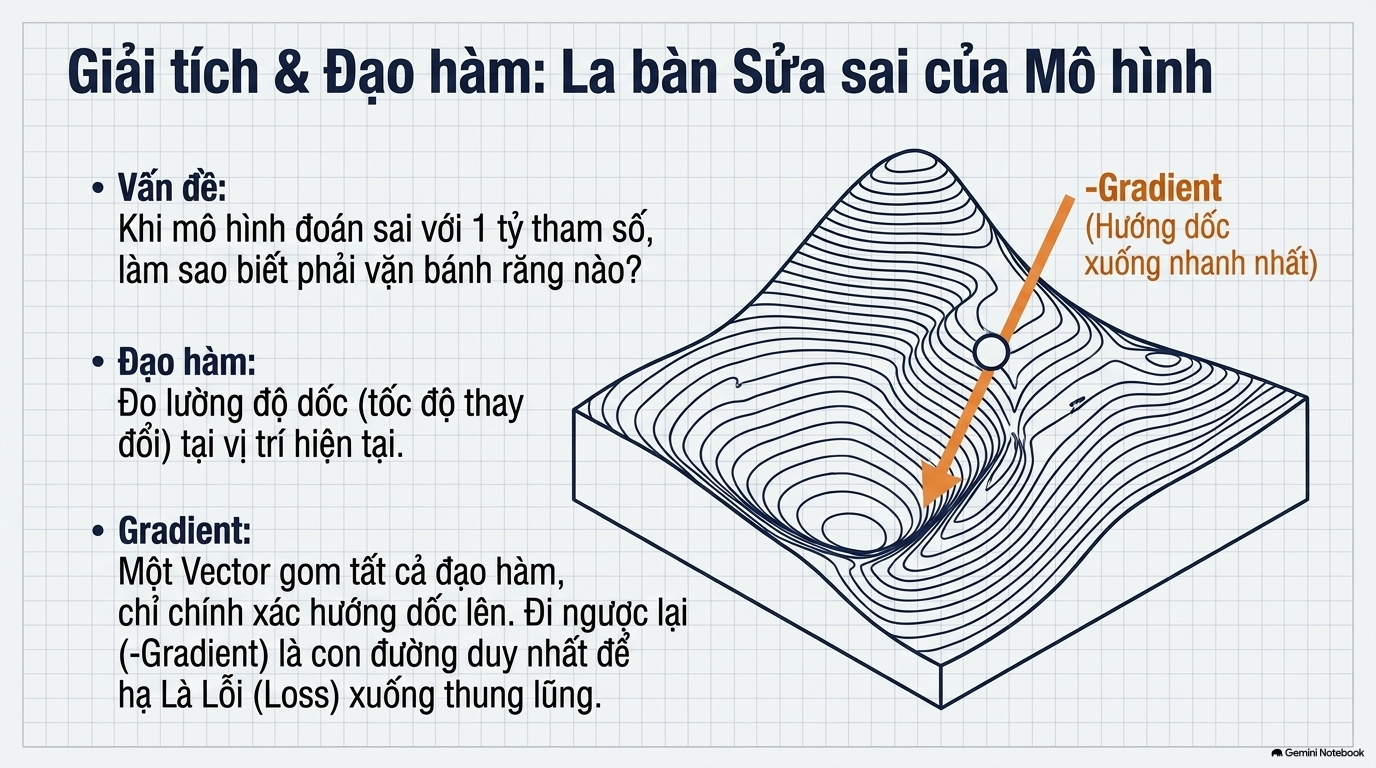 Giải tích & Đạo hàm: La bàn Sửa sai của Mô hình
• Vấn đề:
Khi mô hình đoán sai với 1 tỷ tham số,
làm sao biết phải vặn bánh răng nào?
• Đạo hàm:
Đo lường độ dốc (tốc độ thay
đổi) tại vị trí hiện tại.
• Gradient:
Một Vector gom tất cả đạo hàm,
chỉ chính xác hướng dốc lên. Đi ngược lại
(-Gradient) là con đường duy nhất để
hạ Là Lỗi (Loss) xuống thung lũng.
-Gradient
(Hướng dốc
xuống nhanh nhất)
Gemini Notebook